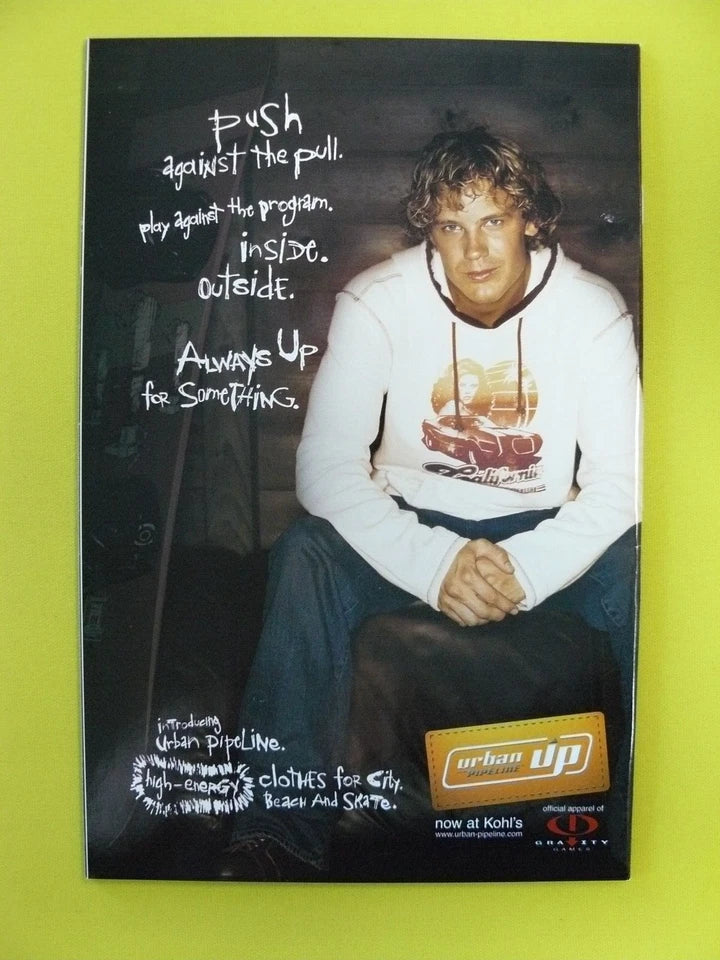 push
against the pull.
play against the program.
inside.
outside.
Always Up
for Something.
California
introducing
urban pipeline.
high-energy clothes for City.
Beach And Skate.
urban UP
PIPELINE
now at Kohl's
www.urban-pipeline.com
official apparel of
GRAVITY
GAMES